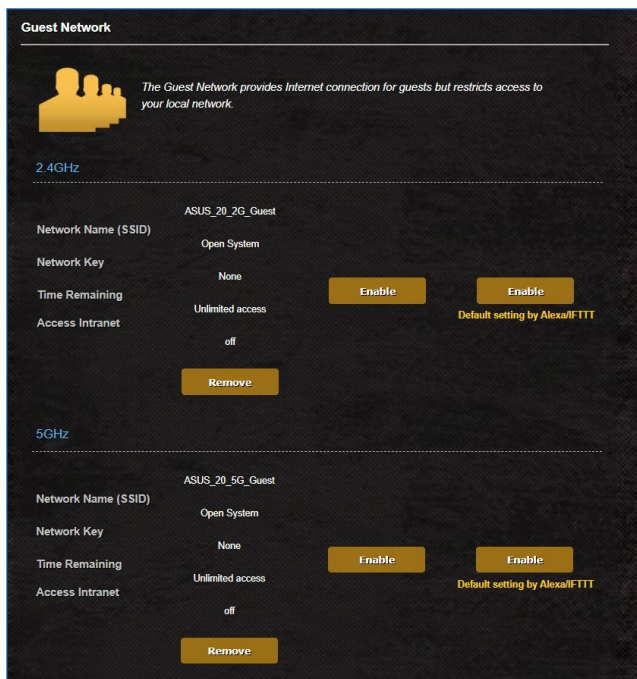 Guest Network
The Guest Network provides Internet connection for guests but restricts access to
your local network.
2.4GHz
Network Name (SSID)
Network Key
Time Remaining
Access Intranet
ASUS_20_2G_Guest
Open System
None
Unlimited access
off
Remove
Enable
Enable
Default setting by Alexa/IFTTT
5GHz
Network Name (SSID)
Network Key
Time Remaining
Access Intranet
ASUS_20_5G_Guest
Open System
None
Unlimited access
off
Remove
Enable
Enable
Default setting by Alexa/IFTTT